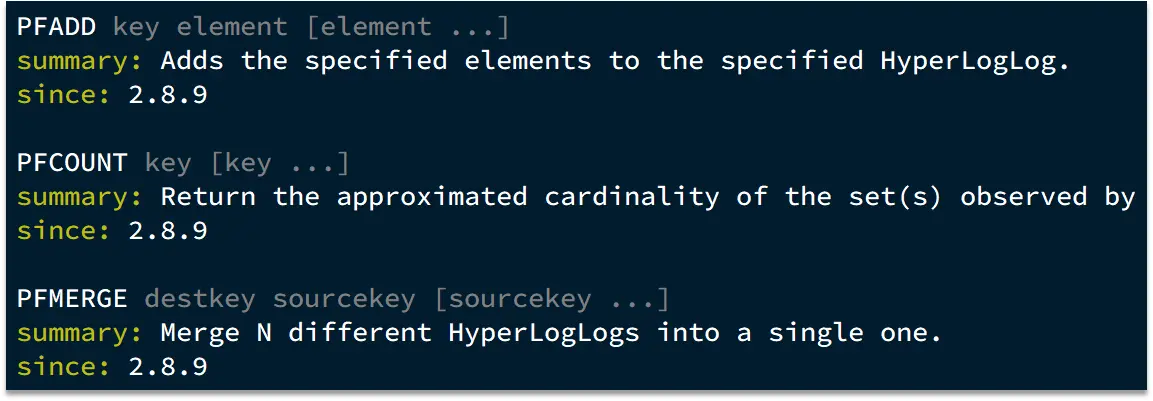 PFADD key element [element ...]
summary: Adds the specified elements to the specified HyperLogLog.
since: 2.8.9
PFCOUNT key [key ...]
summary: Return the approximated cardinality of the set(s) observed by
since: 2.8.9
PFMERGE destkey sourcekey [sourcekey ...]
summary: Merge N different HyperLogLogs into a single one.
since: 2.8.9